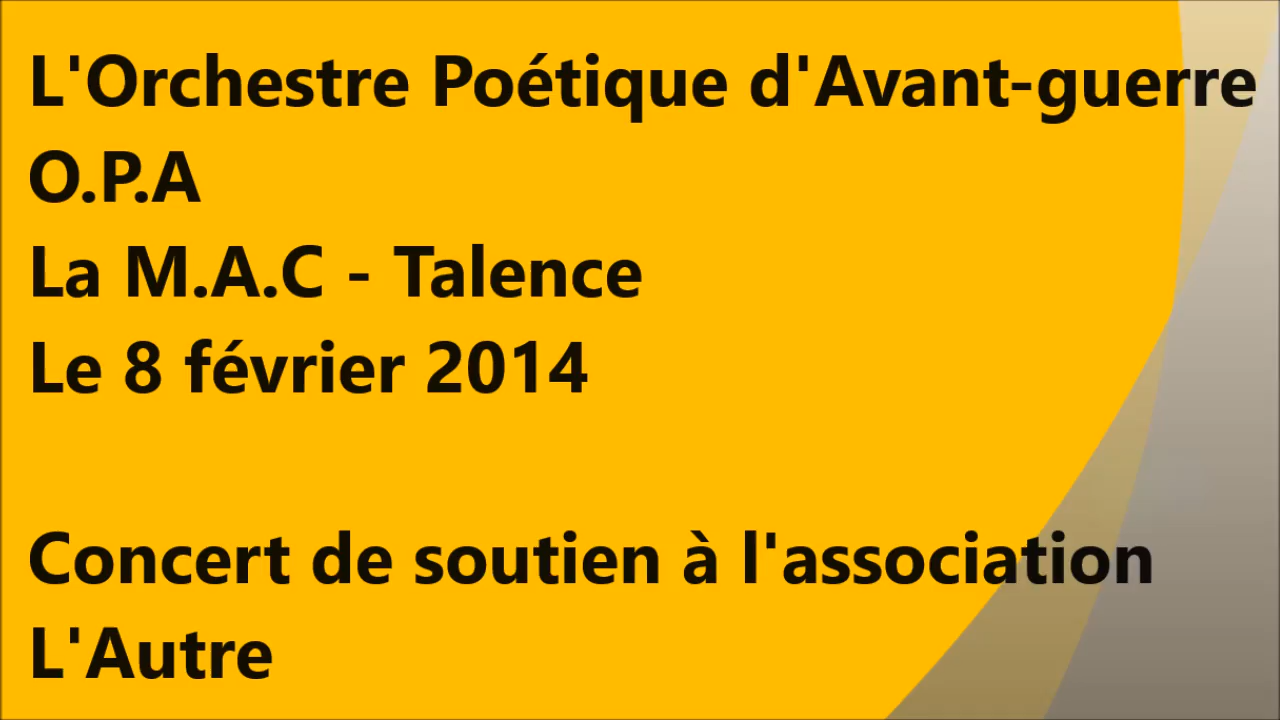 L'Orchestre Poétique d'Avant-guerre
O.P.A
La M.A.C - Talence
Le 8 février 2014
Concert de soutien à l'association
L'Autre